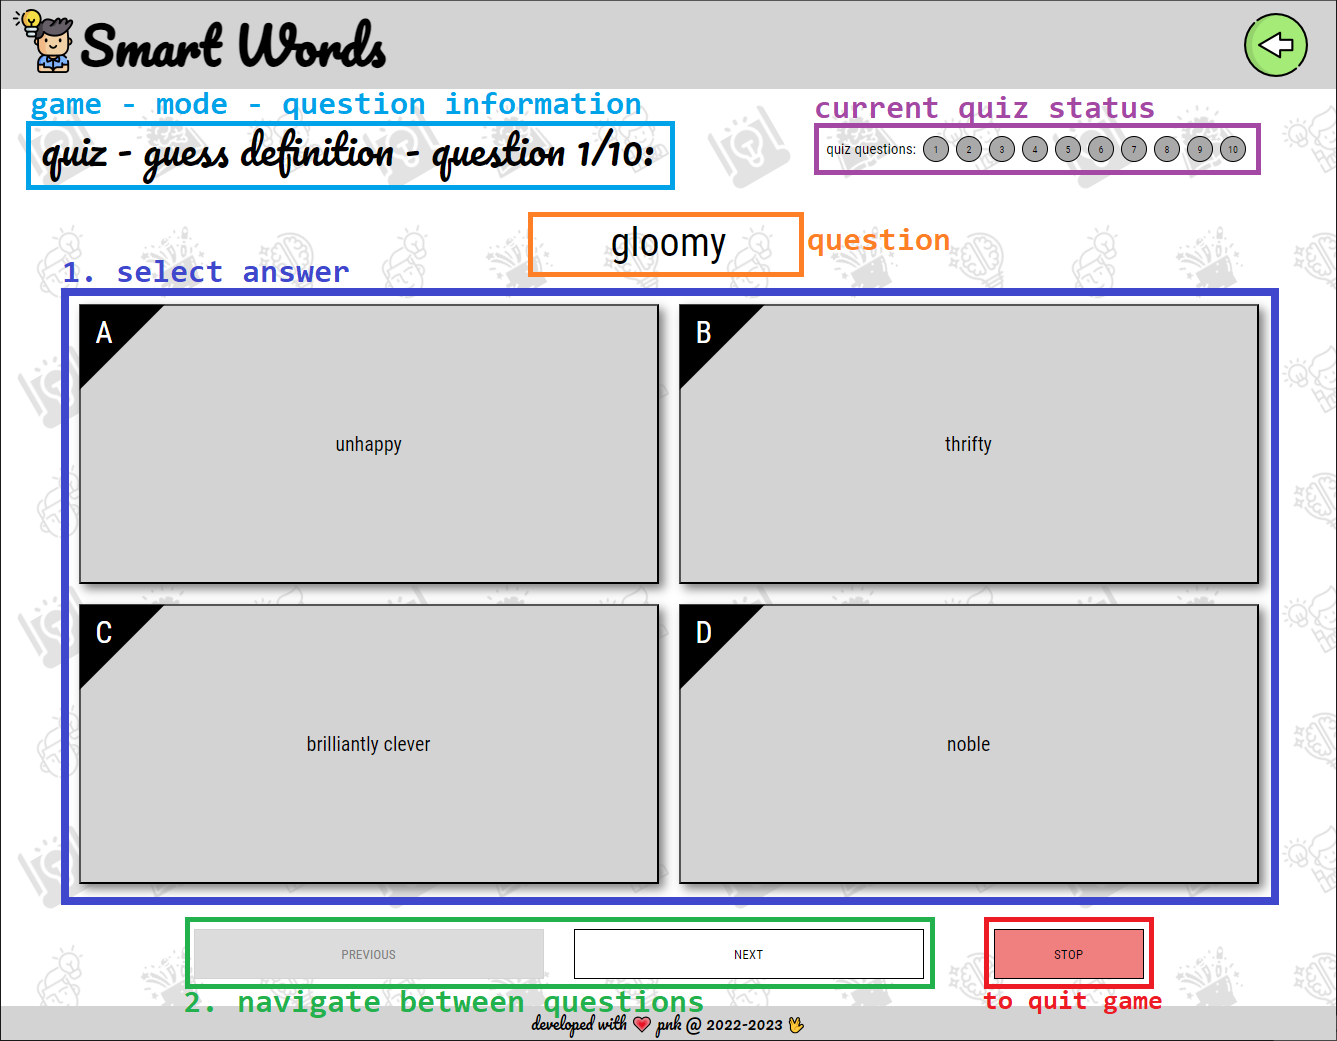 Smart Words
game - mode - question information
current quiz status
quiz - guess definition - question 1/10:
quiz questions: 1 2 3 4 5 6 7 8 9 10
gloomy
question
1. select answer
A
B
unhappy
thrifty
C
D
brilliantly clever
noble
PREVIOUS
NEXT
STOP
2. navigate between questions
to quit game
developed with ❤ pnk @ 2022-2023 🖖